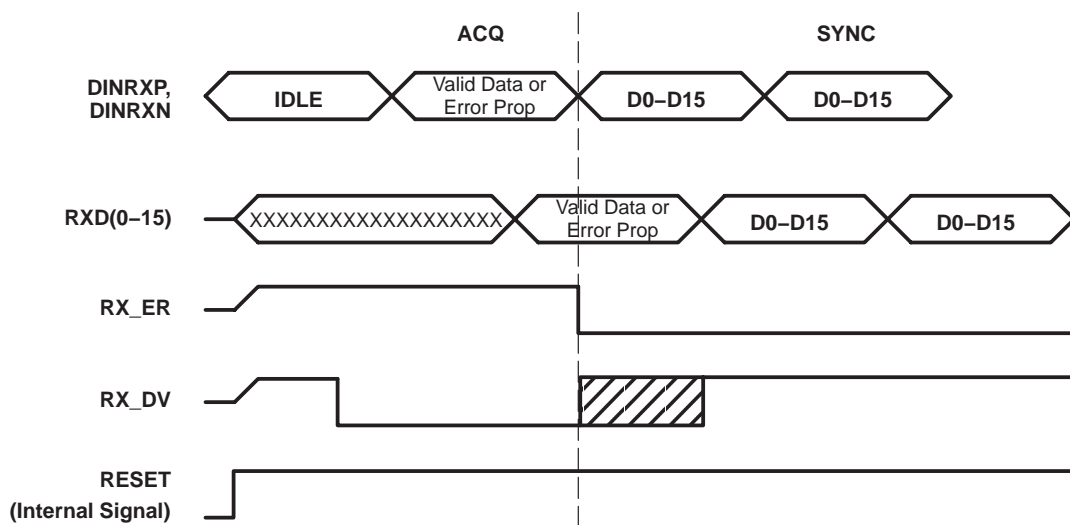 ACQ
SYNC
DINRXP,
DINRXN
IDLE
Valid Data or
Error Prop
D0–D15
D0–D15
RXD(0–15)
XXXXXXXXXXXXXXXXXXX
Valid Data or
Error Prop
D0–D15
D0–D15
RX_ER
RX_DV
RESET
(Internal Signal)